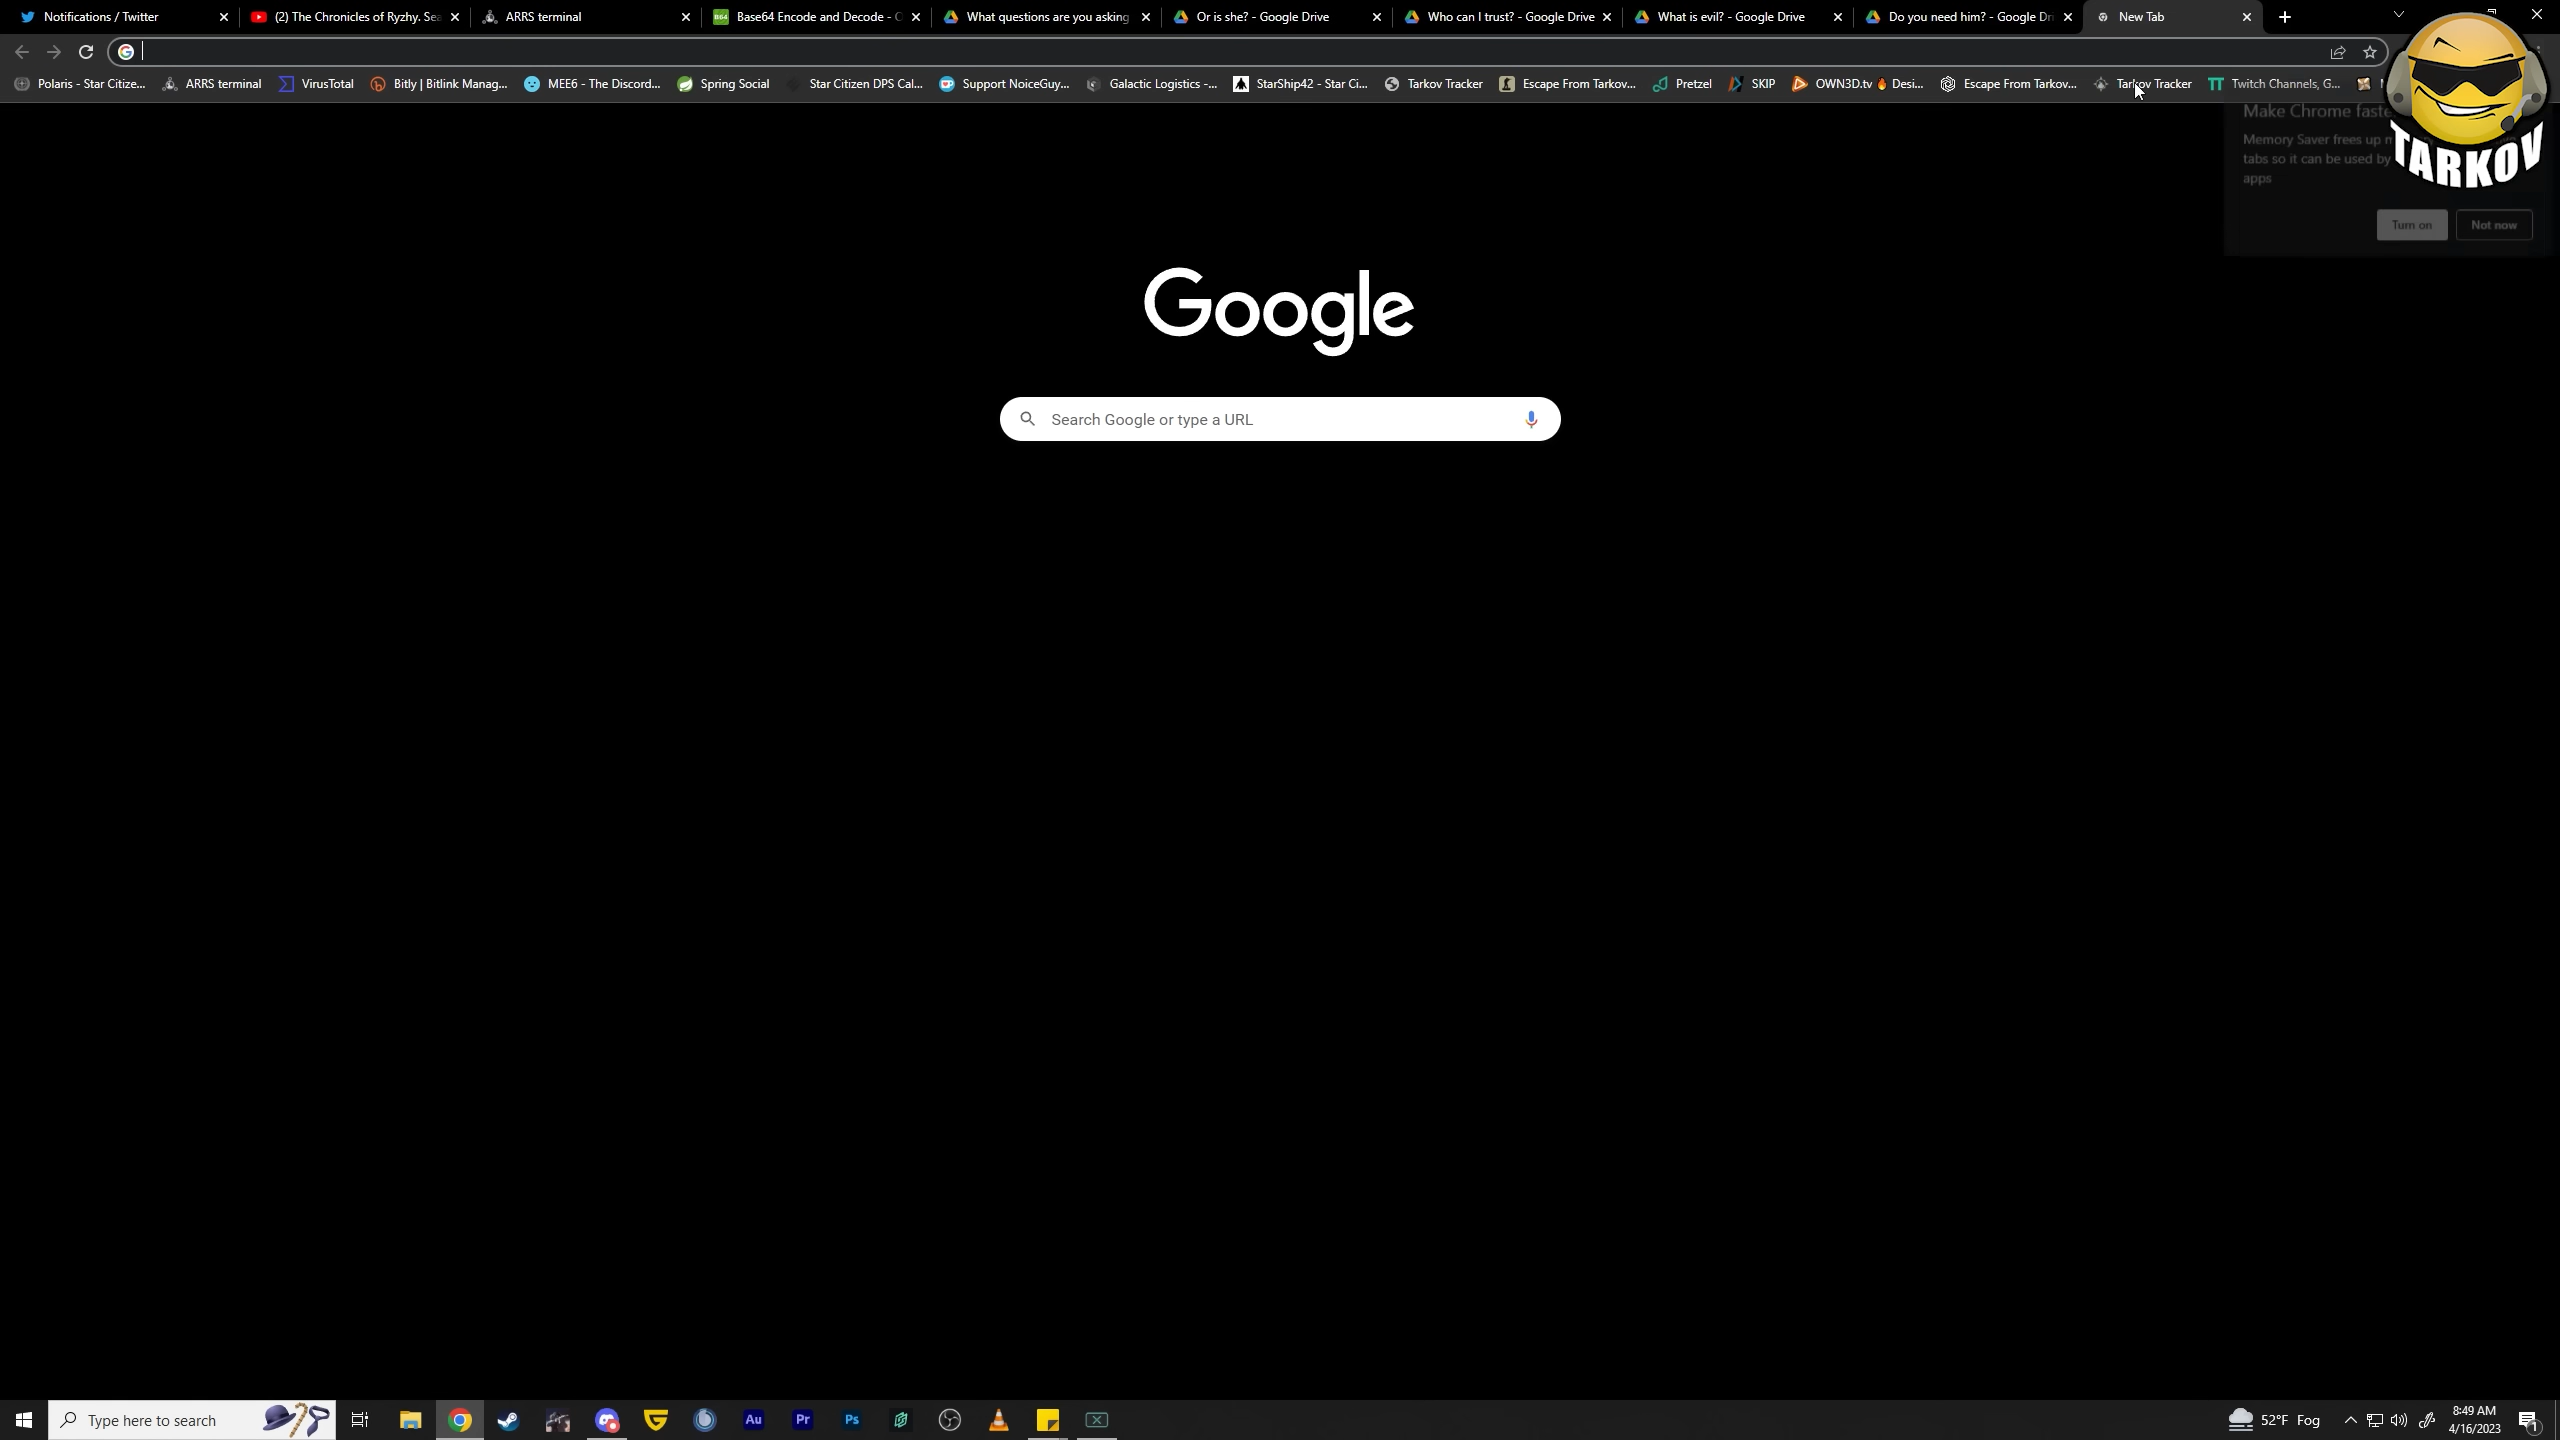 Notifications / Twitter
(2) The Chronicles of Ryzhy. Sea
ARRS terminal
Base64 Encode and Decode - O
What questions are you asking
Or is she? - Google Drive
Who can I trust? - Google Drive
What is evil? - Google Drive
Do you need him? - Google Dri
New Tab
Polaris - Star Citize...
ARRS terminal
VirusTotal
Bitly | Bitlink Manag...
MEE6 - The Discord...
Spring Social
Star Citizen DPS Cal...
Support NoiceGuy...
Galactic Logistics -...
StarShip42 - Star Ci...
Tarkov Tracker
Escape From Tarkov...
Pretzel
SKIP
OWN3D.tv 🔥 Desi...
Escape From Tarkov...
Tarkov Tracker
TT
Twitch Channels, G...
TARKOV
Make Chrome faste
Memory Saver frees up
tabs so it can be used by
apps
Turn on
Not now
Google
Search Google or type a URL
Type here to search
Au
Pr
Ps
52°F Fog
8:49 AM
4/16/2023
1